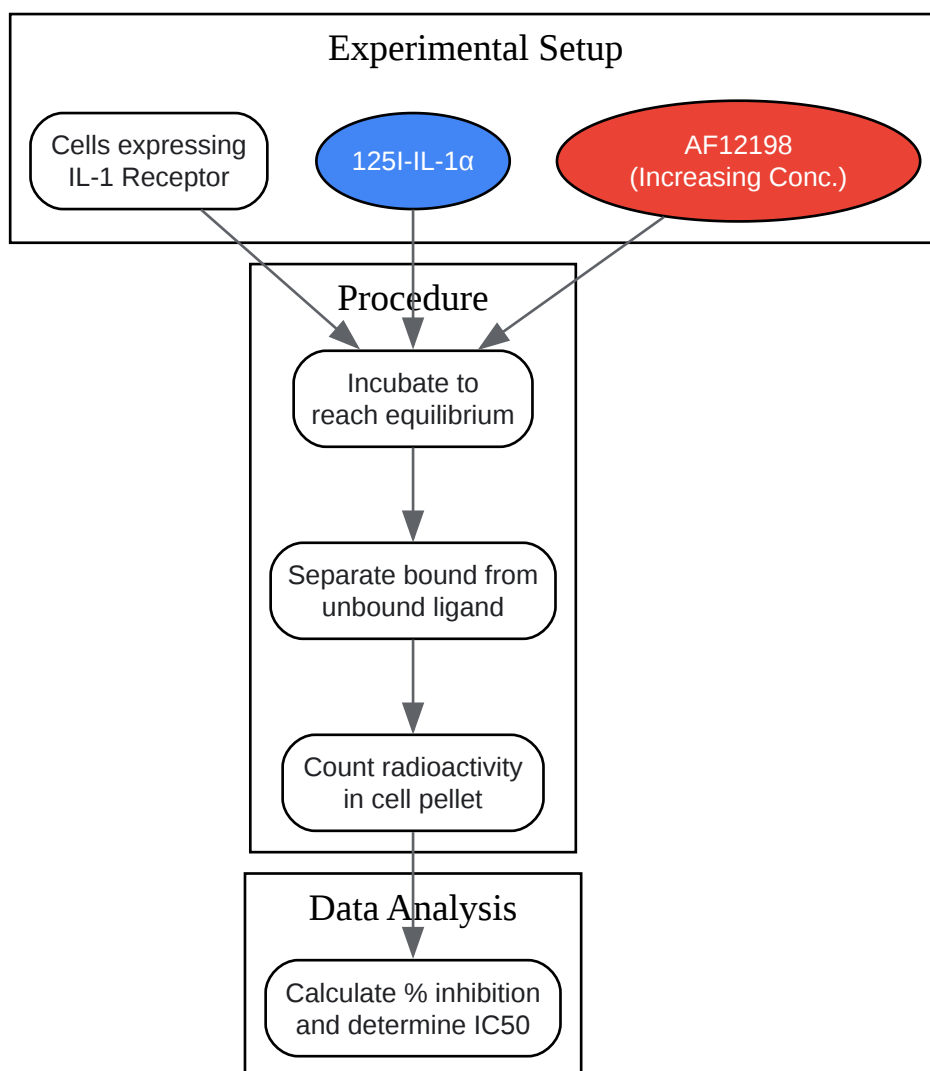 Experimental Setup
Cells expressing
IL-1 Receptor
125I-IL-1α
AF12198
(Increasing Conc.)
Procedure
Incubate to
reach equilibrium
Separate bound from
unbound ligand
Count radioactivity
in cell pellet
Data Analysis
Calculate % inhibition
and determine IC50